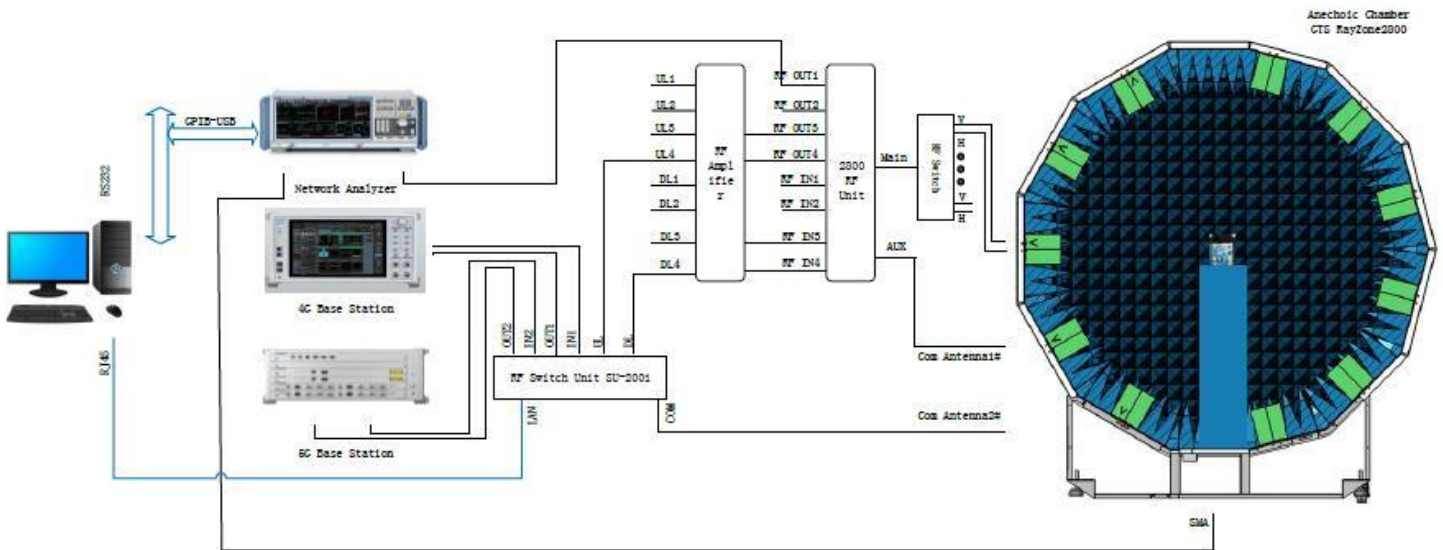 Anechoic Chamber
GTS RayZone2800
UL1
UL2
UL3
UL4
DL1
DL2
DL3
DL4
RF
Ampl
ifie
r
RF OUT1
RF OUT2
RF OUT3
RF OUT4
RF IN1
RF IN2
RF IN3
RF IN4
2800
RF
Unit
Main
AUX
RF Switch
V
H
V
H
GPIB-USB
RS232
Network Analyzer
4G Base Station
OUT2
IN2
OUT1
IN1
UL
DL
RF Switch Unit SU-2001
LAN
COM
RJ45
5G Base Station
Com Antenna1#
Com Antenna2#
SMA